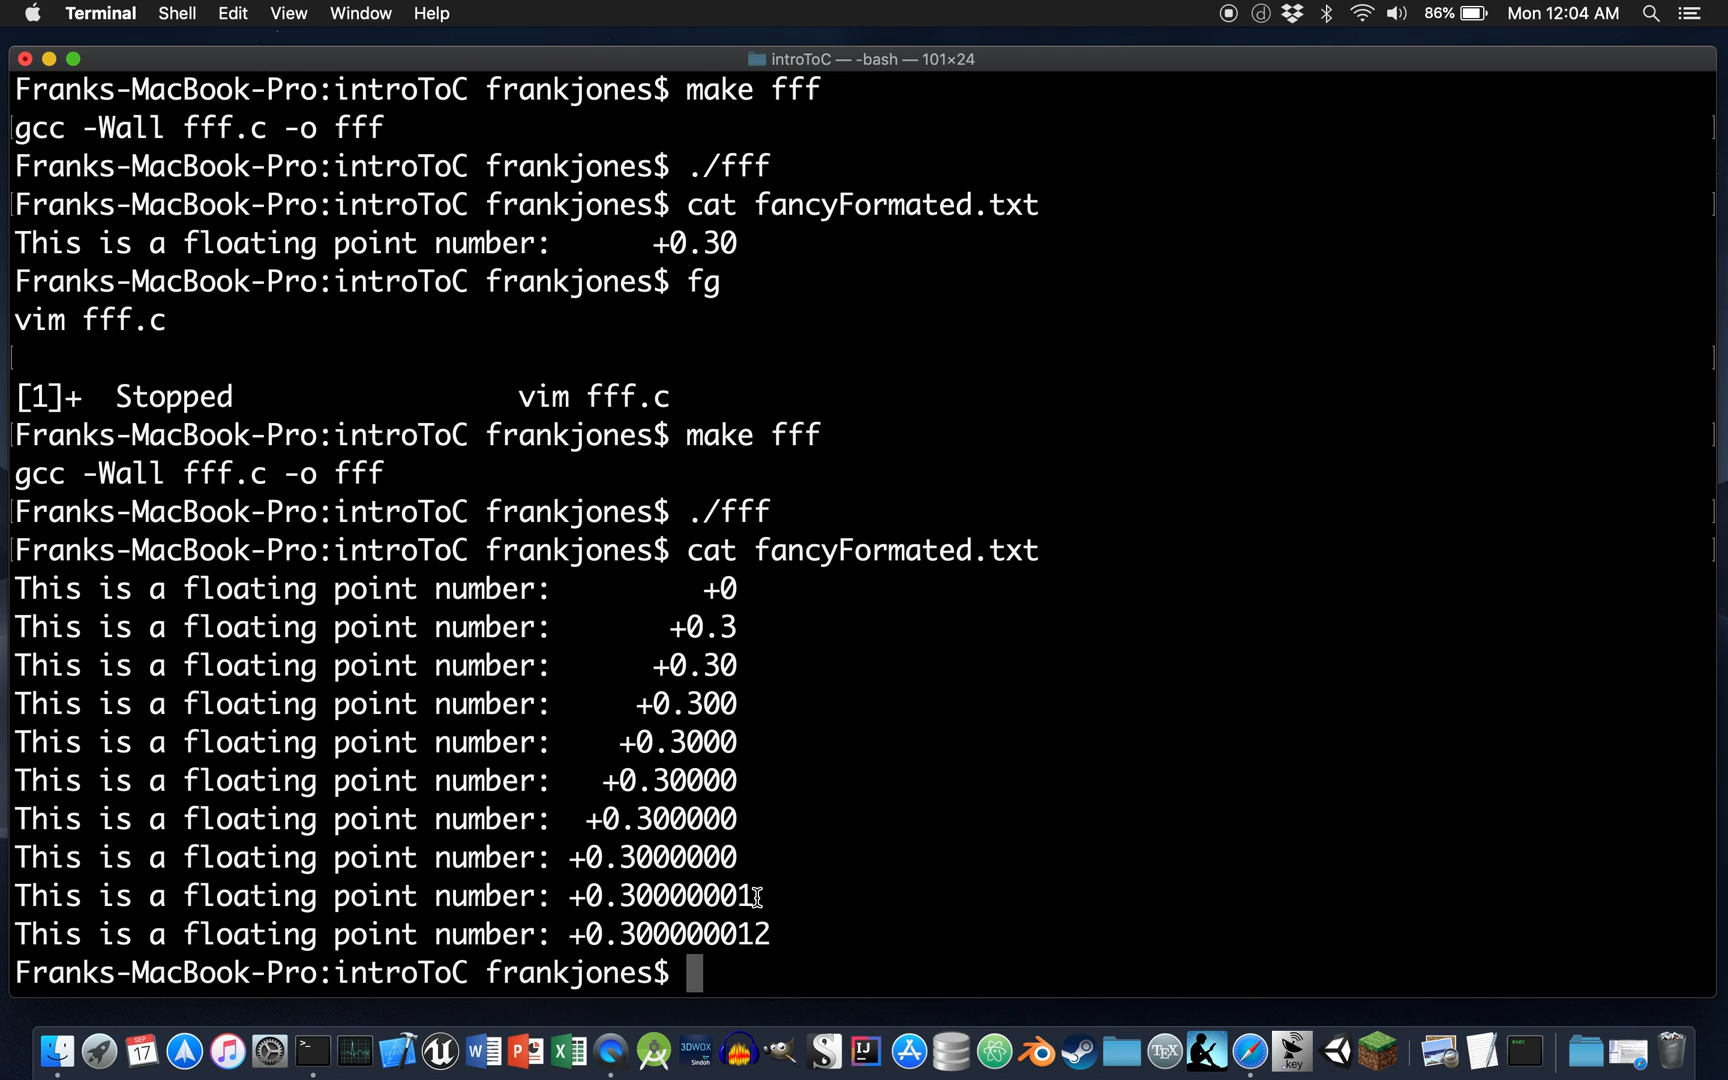 Terminal Shell Edit View Window Help 86% Mon 12:04 AM
introToC — -bash — 101×24
Franks-MacBook-Pro:introToC frankjones$ make fff
gcc -Wall fff.c -o fff
Franks-MacBook-Pro:introToC frankjones$ ./fff
Franks-MacBook-Pro:introToC frankjones$ cat fancyFormated.txt
This is a floating point number:      +0.30
Franks-MacBook-Pro:introToC frankjones$ fg
vim fff.c
[1]+  Stopped                 vim fff.c
Franks-MacBook-Pro:introToC frankjones$ make fff
gcc -Wall fff.c -o fff
Franks-MacBook-Pro:introToC frankjones$ ./fff
Franks-MacBook-Pro:introToC frankjones$ cat fancyFormated.txt
This is a floating point number:         +0
This is a floating point number:       +0.3
This is a floating point number:      +0.30
This is a floating point number:     +0.300
This is a floating point number:    +0.3000
This is a floating point number:   +0.30000
This is a floating point number:  +0.300000
This is a floating point number: +0.3000000
This is a floating point number: +0.30000001
This is a floating point number: +0.300000012
Franks-MacBook-Pro:introToC frankjones$
SEP 17 W P X 3DWOX Sindoh S IJ TEX .key exec